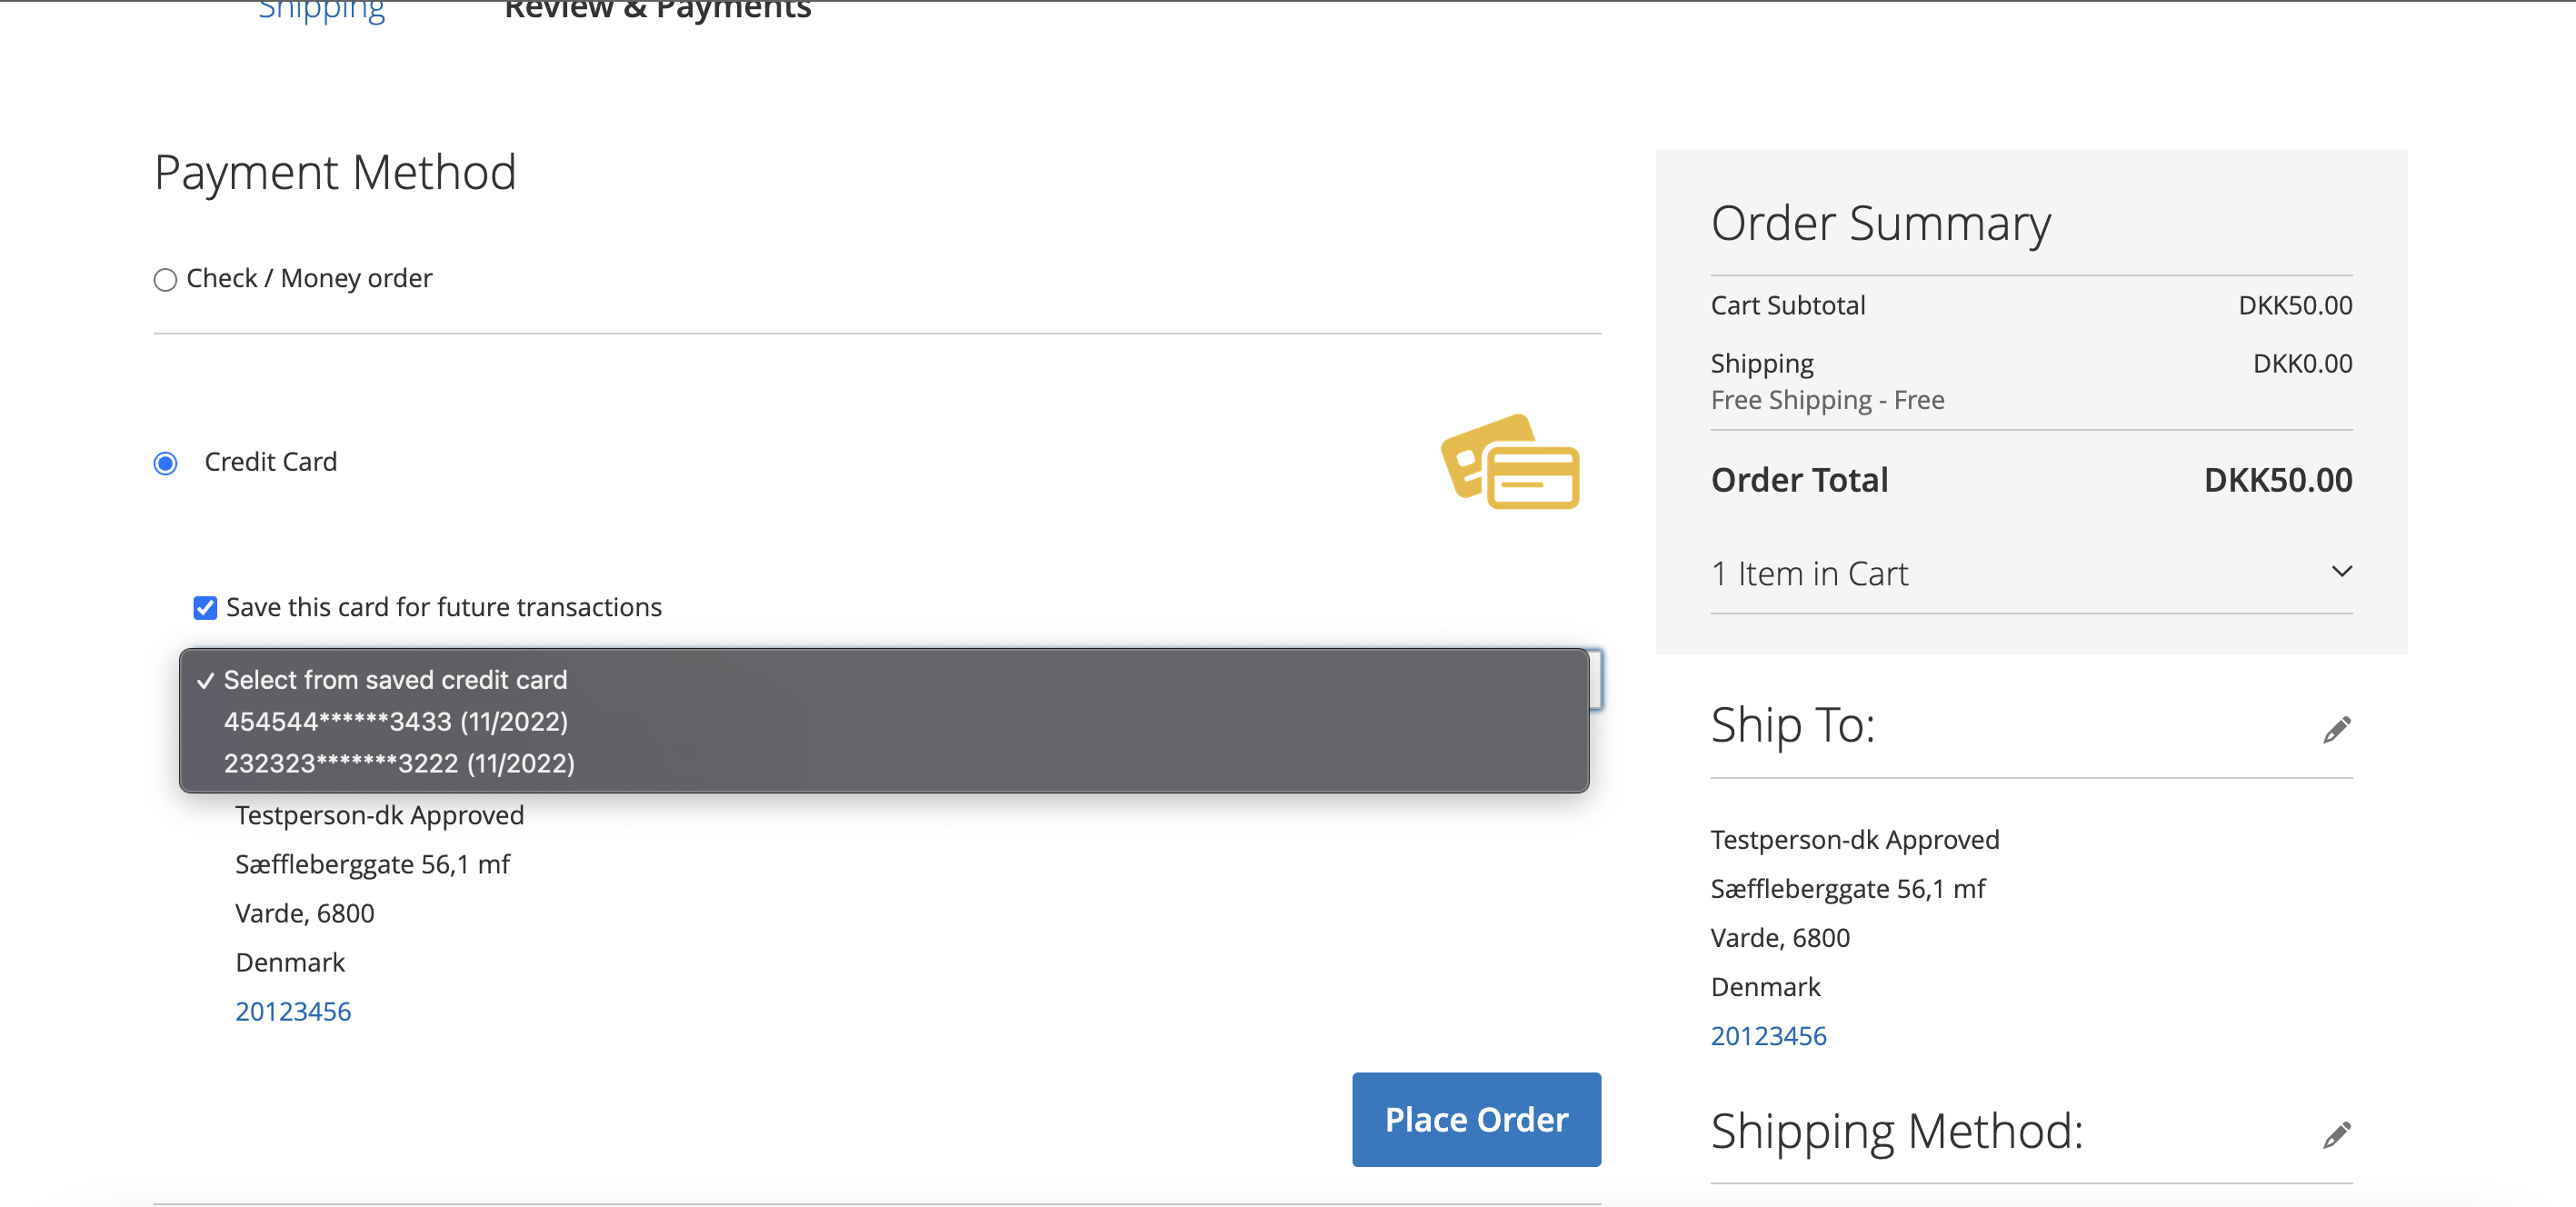 Shipping
Review & Payments
Payment Method
Check / Money order
Credit Card
Save this card for future transactions
✓ Select from saved credit card
454544******3433 (11/2022)
232323*******3222 (11/2022)
Testperson-dk Approved
Sæffleberggate 56,1 mf
Varde, 6800
Denmark
20123456
Place Order
Order Summary
Cart Subtotal DKK50.00
Shipping DKK0.00
Free Shipping - Free
Order Total DKK50.00
1 Item in Cart
Ship To:
Testperson-dk Approved
Sæffleberggate 56,1 mf
Varde, 6800
Denmark
20123456
Shipping Method: